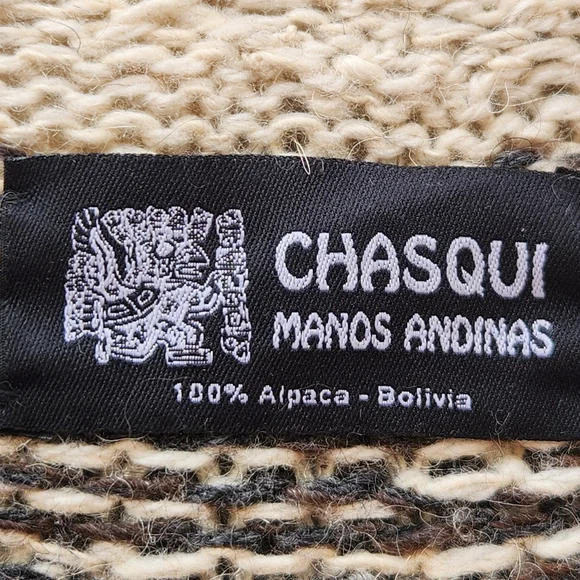 CHASQUI
MANOS ANDINAS
100% Alpaca - Bolivia